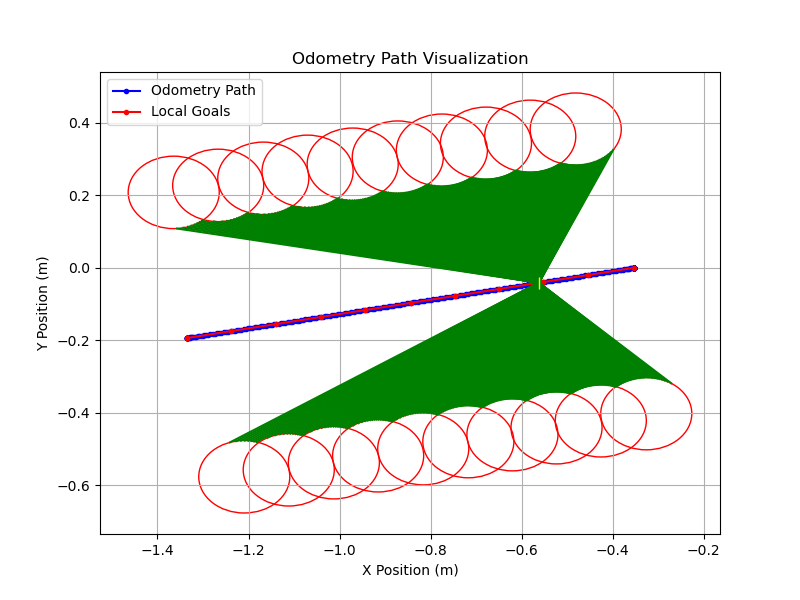 Odometry Path Visualization
Odometry Path
Local Goals
0.4
0.2
0.0
−0.2
−0.4
−0.6
Y Position (m)
−1.4
−1.2
−1.0
−0.8
−0.6
−0.4
−0.2
X Position (m)